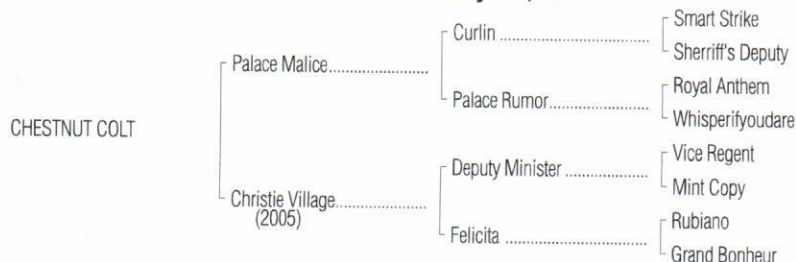 Smart Strike
Curlin
Sherriff's Deputy
Palace Malice
Royal Anthem
Palace Rumor
Whisperifyoudare
CHESTNUT COLT
Vice Regent
Deputy Minister
Mint Copy
Christie Village
(2005)
Rubiano
Felicita
Grand Bonheur